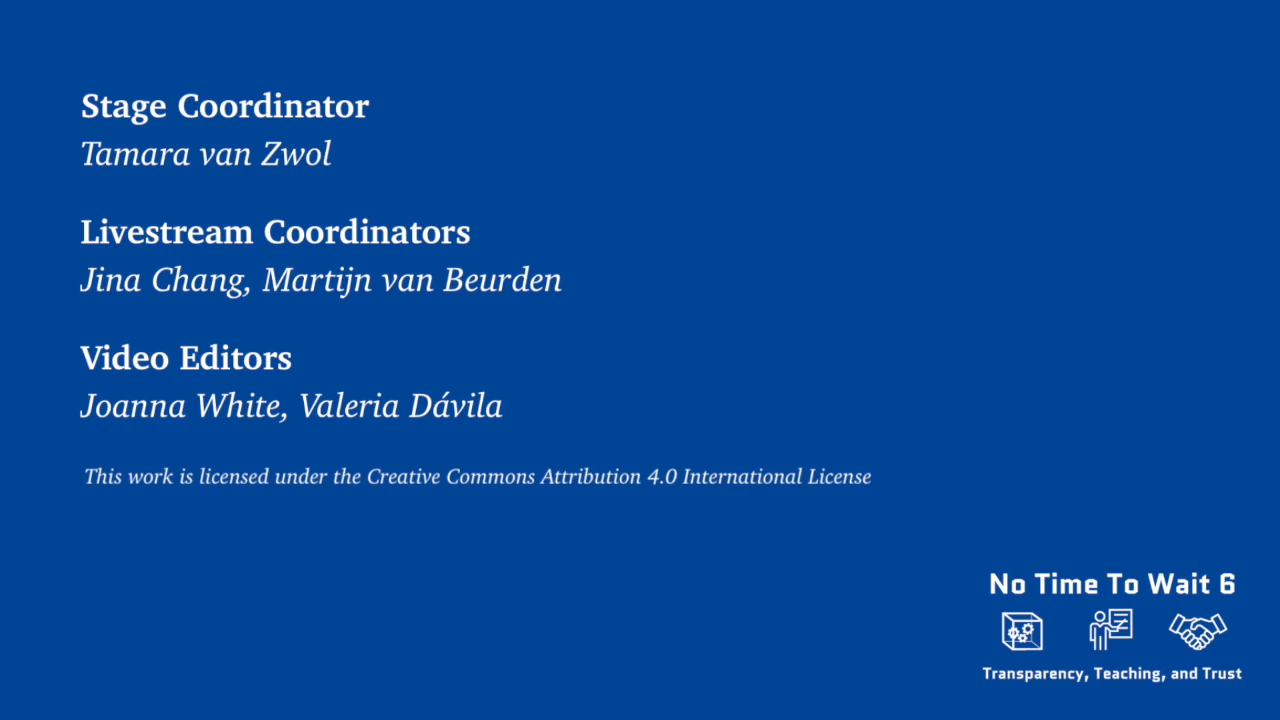 Stage Coordinator
Tamara van Zwol
Livestream Coordinators
Jina Chang, Martijn van Beurden
Video Editors
Joanna White, Valeria Dávila
This work is licensed under the Creative Commons Attribution 4.0 International License
No Time To Wait 6
Transparency, Teaching, and Trust